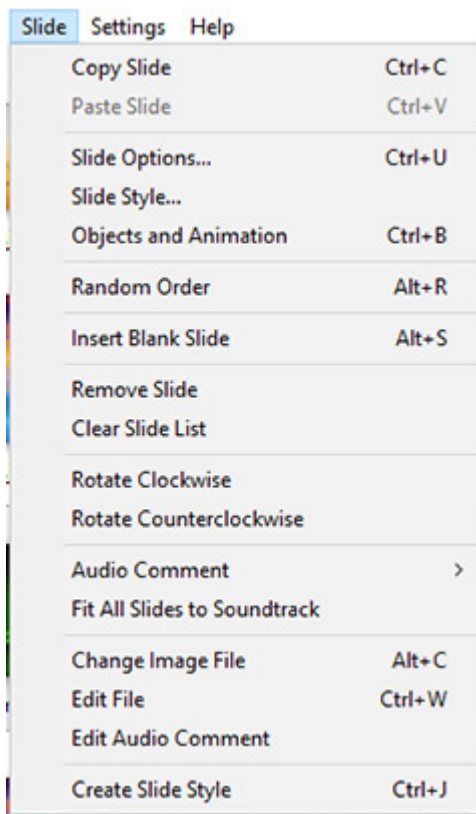 Slide Settings Help
Copy Slide Ctrl+C
Paste Slide Ctrl+V
Slide Options... Ctrl+U
Slide Style...
Objects and Animation Ctrl+B
Random Order Alt+R
Insert Blank Slide Alt+S
Remove Slide
Clear Slide List
Rotate Clockwise
Rotate Counterclockwise
Audio Comment >
Fit All Slides to Soundtrack
Change Image File Alt+C
Edit File Ctrl+W
Edit Audio Comment
Create Slide Style Ctrl+J